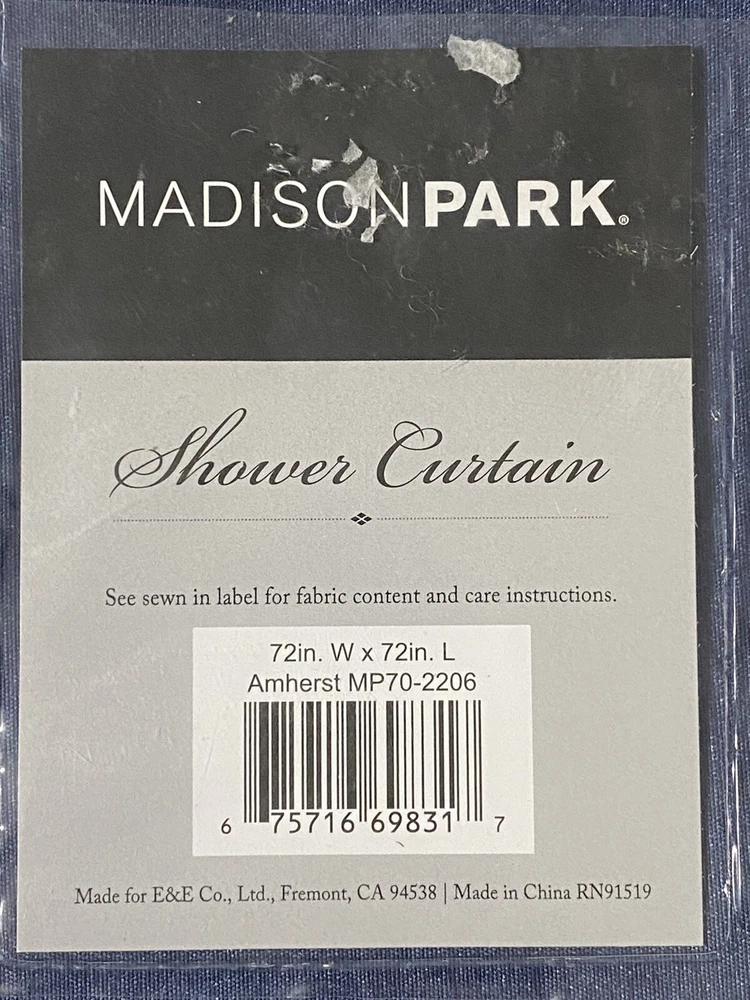 MADISONPARK®
Shower Curtain
See sewn in label for fabric content and care instructions.
72in. W x 72in. L
Amherst MP70-2206
6 75716 69831 7
Made for E&E Co., Ltd., Fremont, CA 94538 | Made in China RN91519